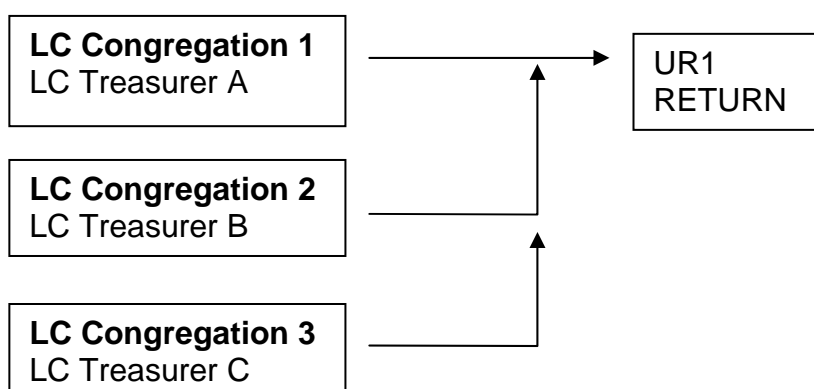 LC Congregation 1
LC Treasurer A
UR1
RETURN
LC Congregation 2
LC Treasurer B
LC Congregation 3
LC Treasurer C